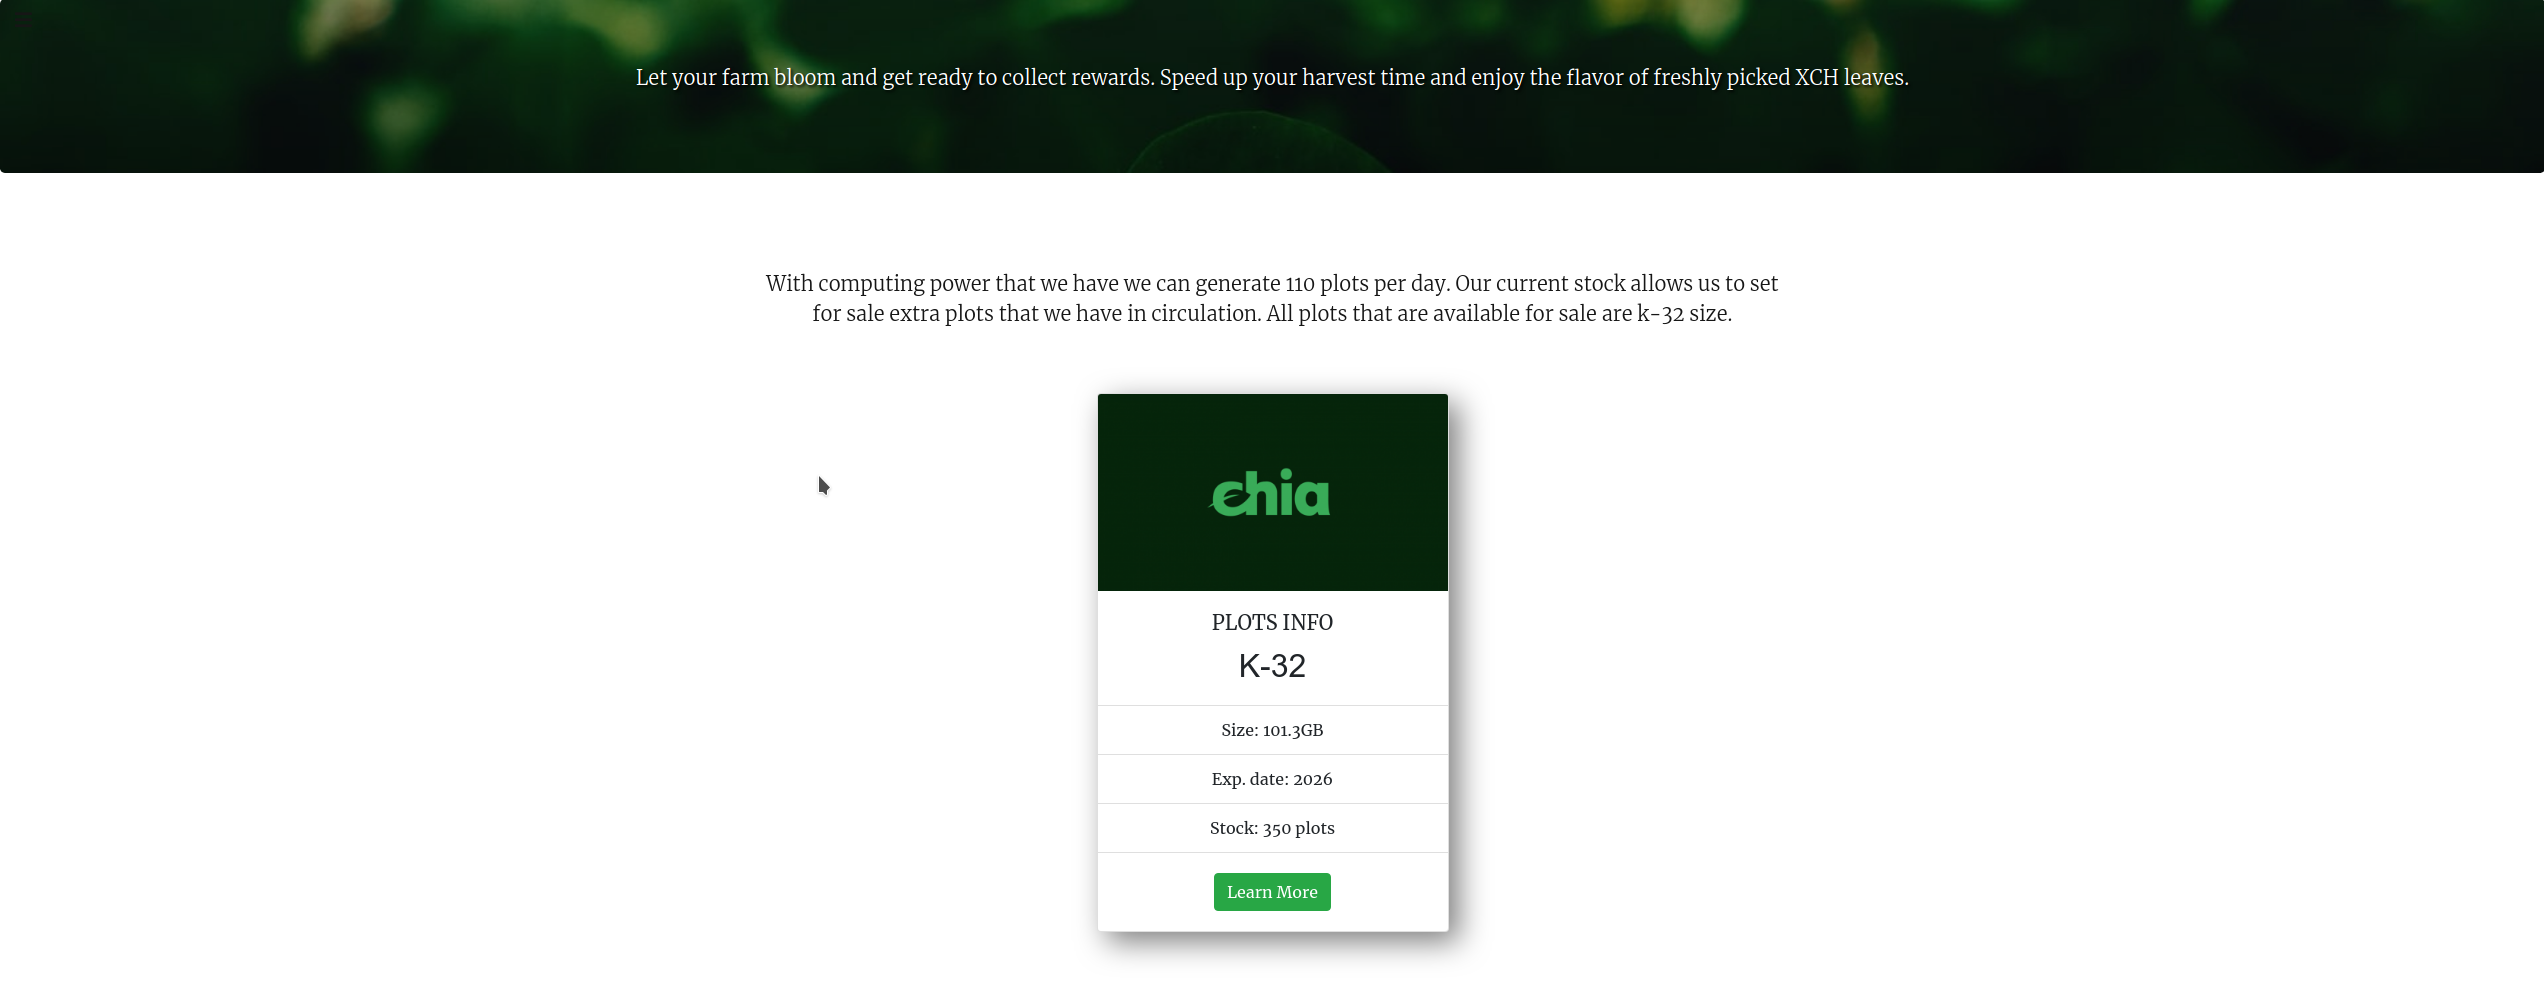 Let your farm bloom and get ready to collect rewards. Speed up your harvest time and enjoy the flavor of freshly picked XCH leaves.
With computing power that we have we can generate 110 plots per day. Our current stock allows us to set
for sale extra plots that we have in circulation. All plots that are available for sale are k-32 size.
chia
PLOTS INFO
K-32
Size: 101.3GB
Exp. date: 2026
Stock: 350 plots
Learn More